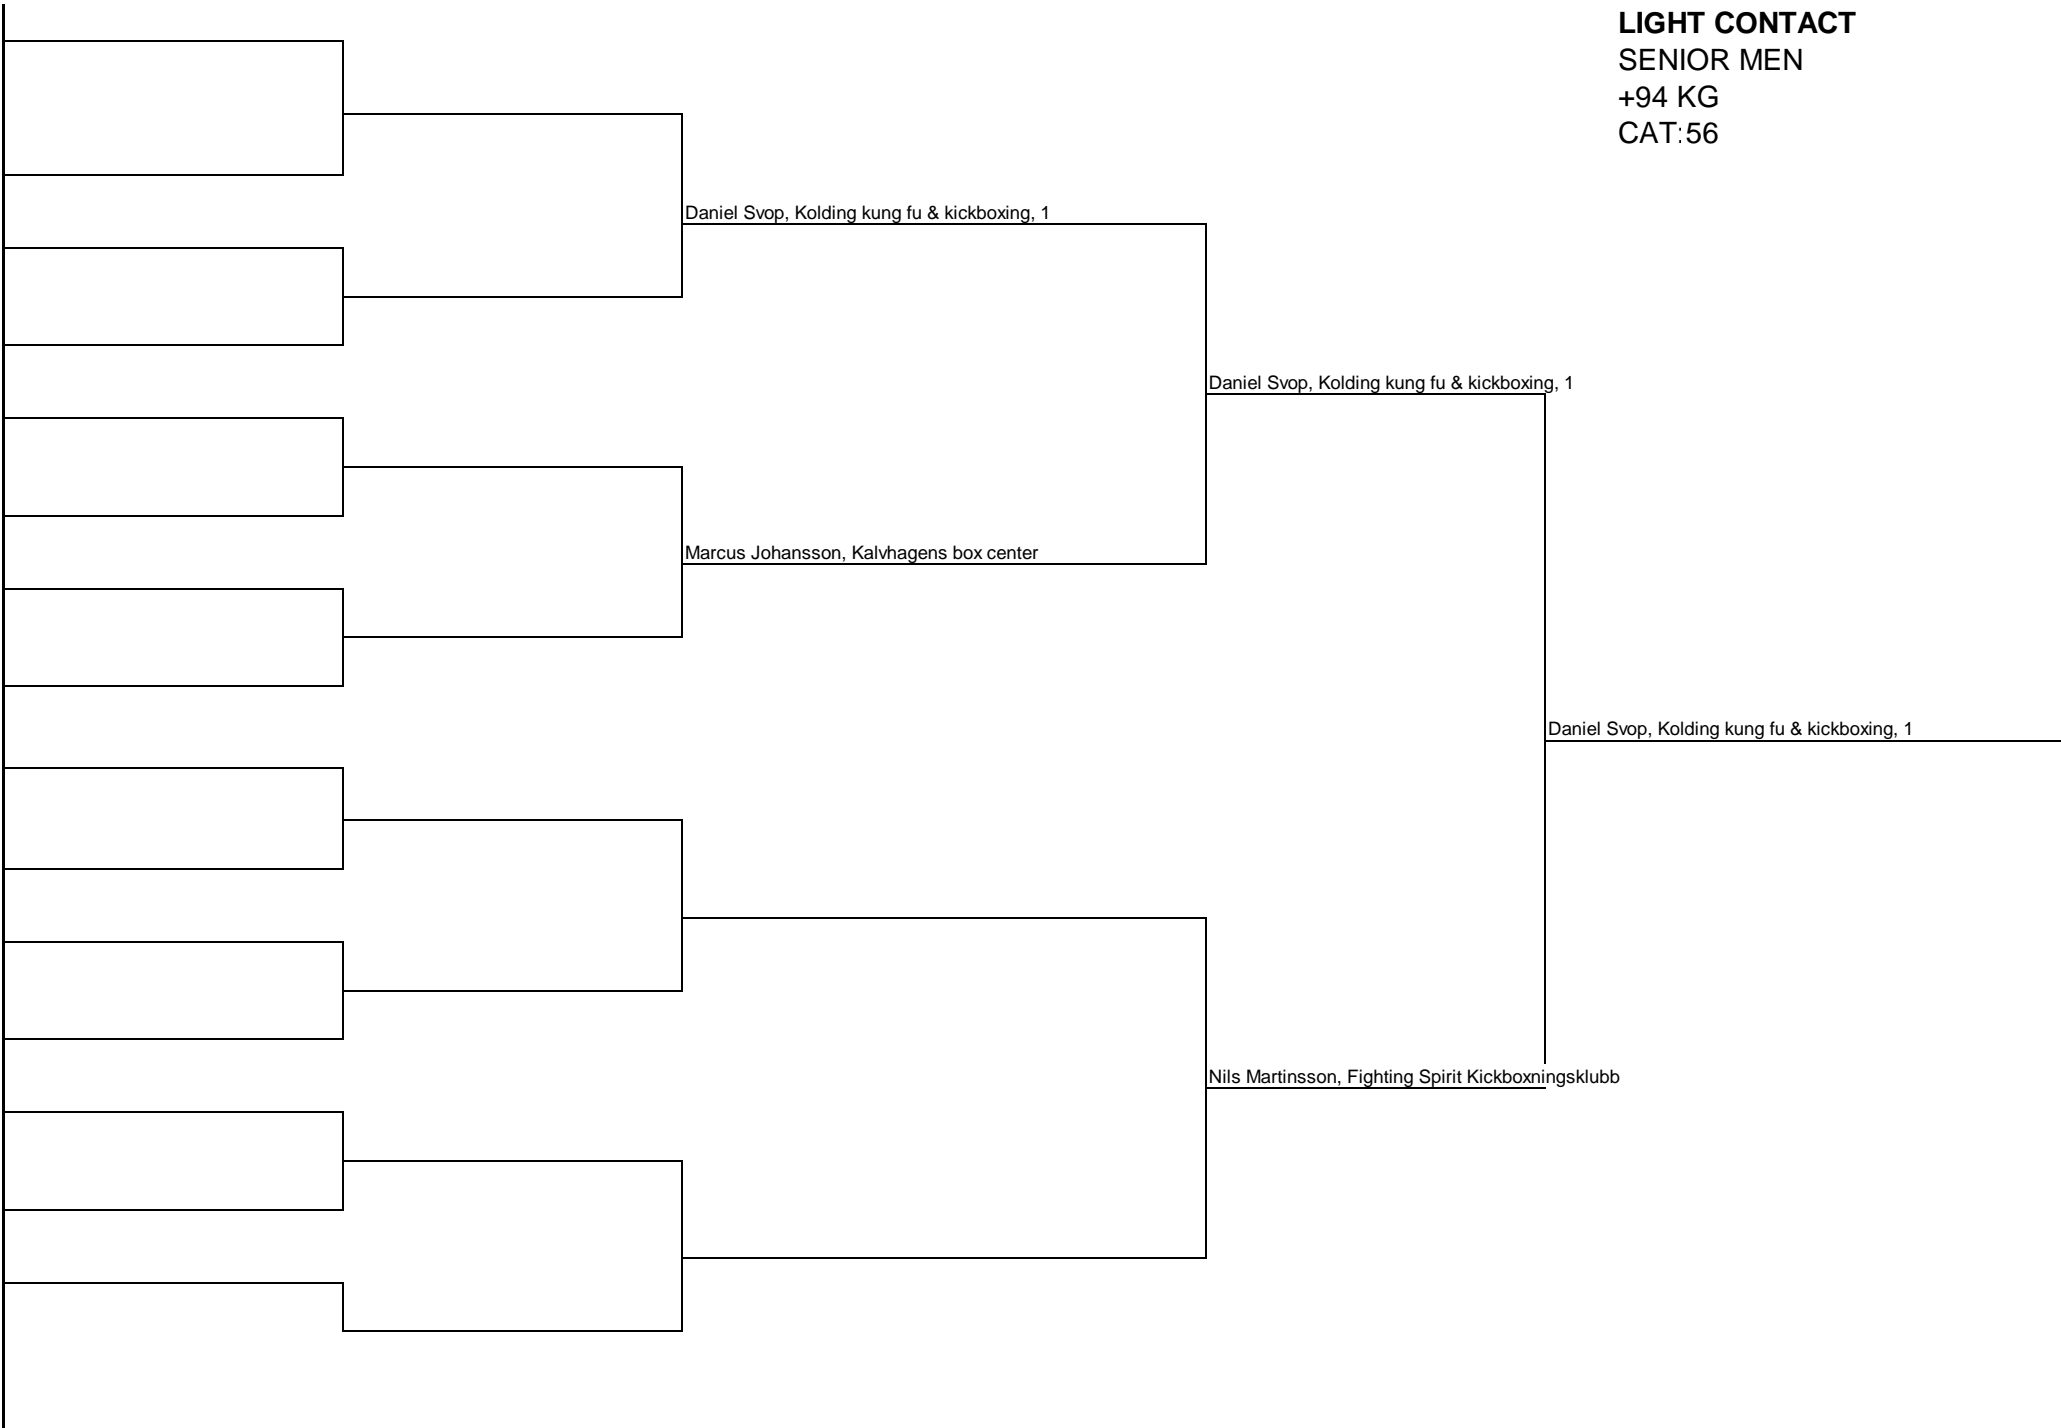 LIGHT CONTACT
SENIOR MEN
+94 KG
CAT:56
Daniel Svop, Kolding kung fu & kickboxing, 1
Daniel Svop, Kolding kung fu & kickboxing, 1
Marcus Johansson, Kalvhagens box center
Daniel Svop, Kolding kung fu & kickboxing, 1
Nils Martinsson, Fighting Spirit Kickboxningsklubb